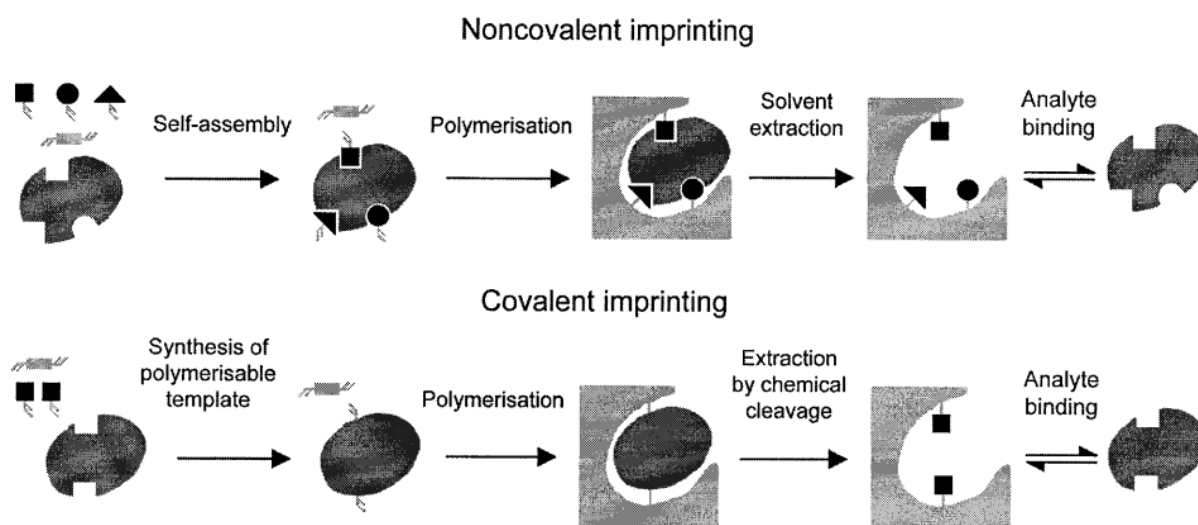 Noncovalent imprinting
Self-assembly
Polymerisation
Solvent
extraction
Analyte
binding
Covalent imprinting
Synthesis of
polymerisable
template
Polymerisation
Extraction
by chemical
cleavage
Analyte
binding